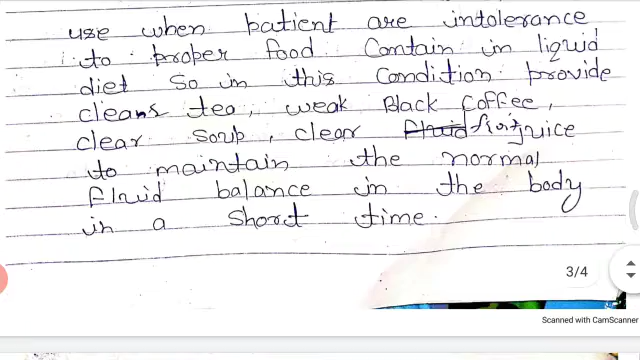 use when patient are intolerance
to proper food contain in liquid
diet so in this condition provide
cleans tea, weak Black coffee,
clear soup, clear fruit juice
to maintain the normal
fluid balance in the body
in a short time.
3/4
Scanned with CamScanner